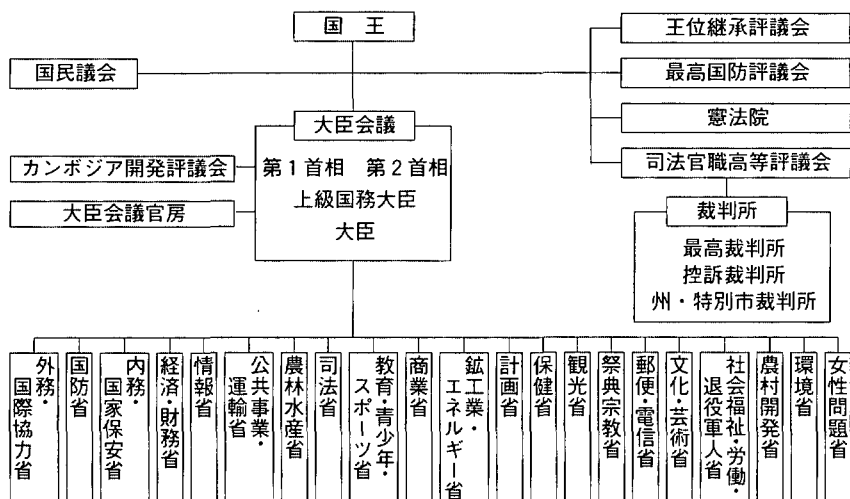 国王
国民議会
王位継承評議会
最高国防評議会
憲法院
司法官職高等評議会
大臣会議
第1首相 第2首相
上級国務大臣
大臣
カンボジア開発評議会
大臣会議官房
裁判所
最高裁判所
控訴裁判所
州・特別市裁判所
外務・
国際協力省
国防省
内務・
国家保安省
経済・財務省
情報省
公共事業・
運輸省
農林水産省
司法省
教育・青少年・
スポーツ省
商業省
鉱工業・
エネルギー省
計画省
保健省
観光省
祭典宗教省
郵便・電信省
文化・芸術省
社会福祉・労働・
退役軍人省
農村開発省
環境省
女性問題省